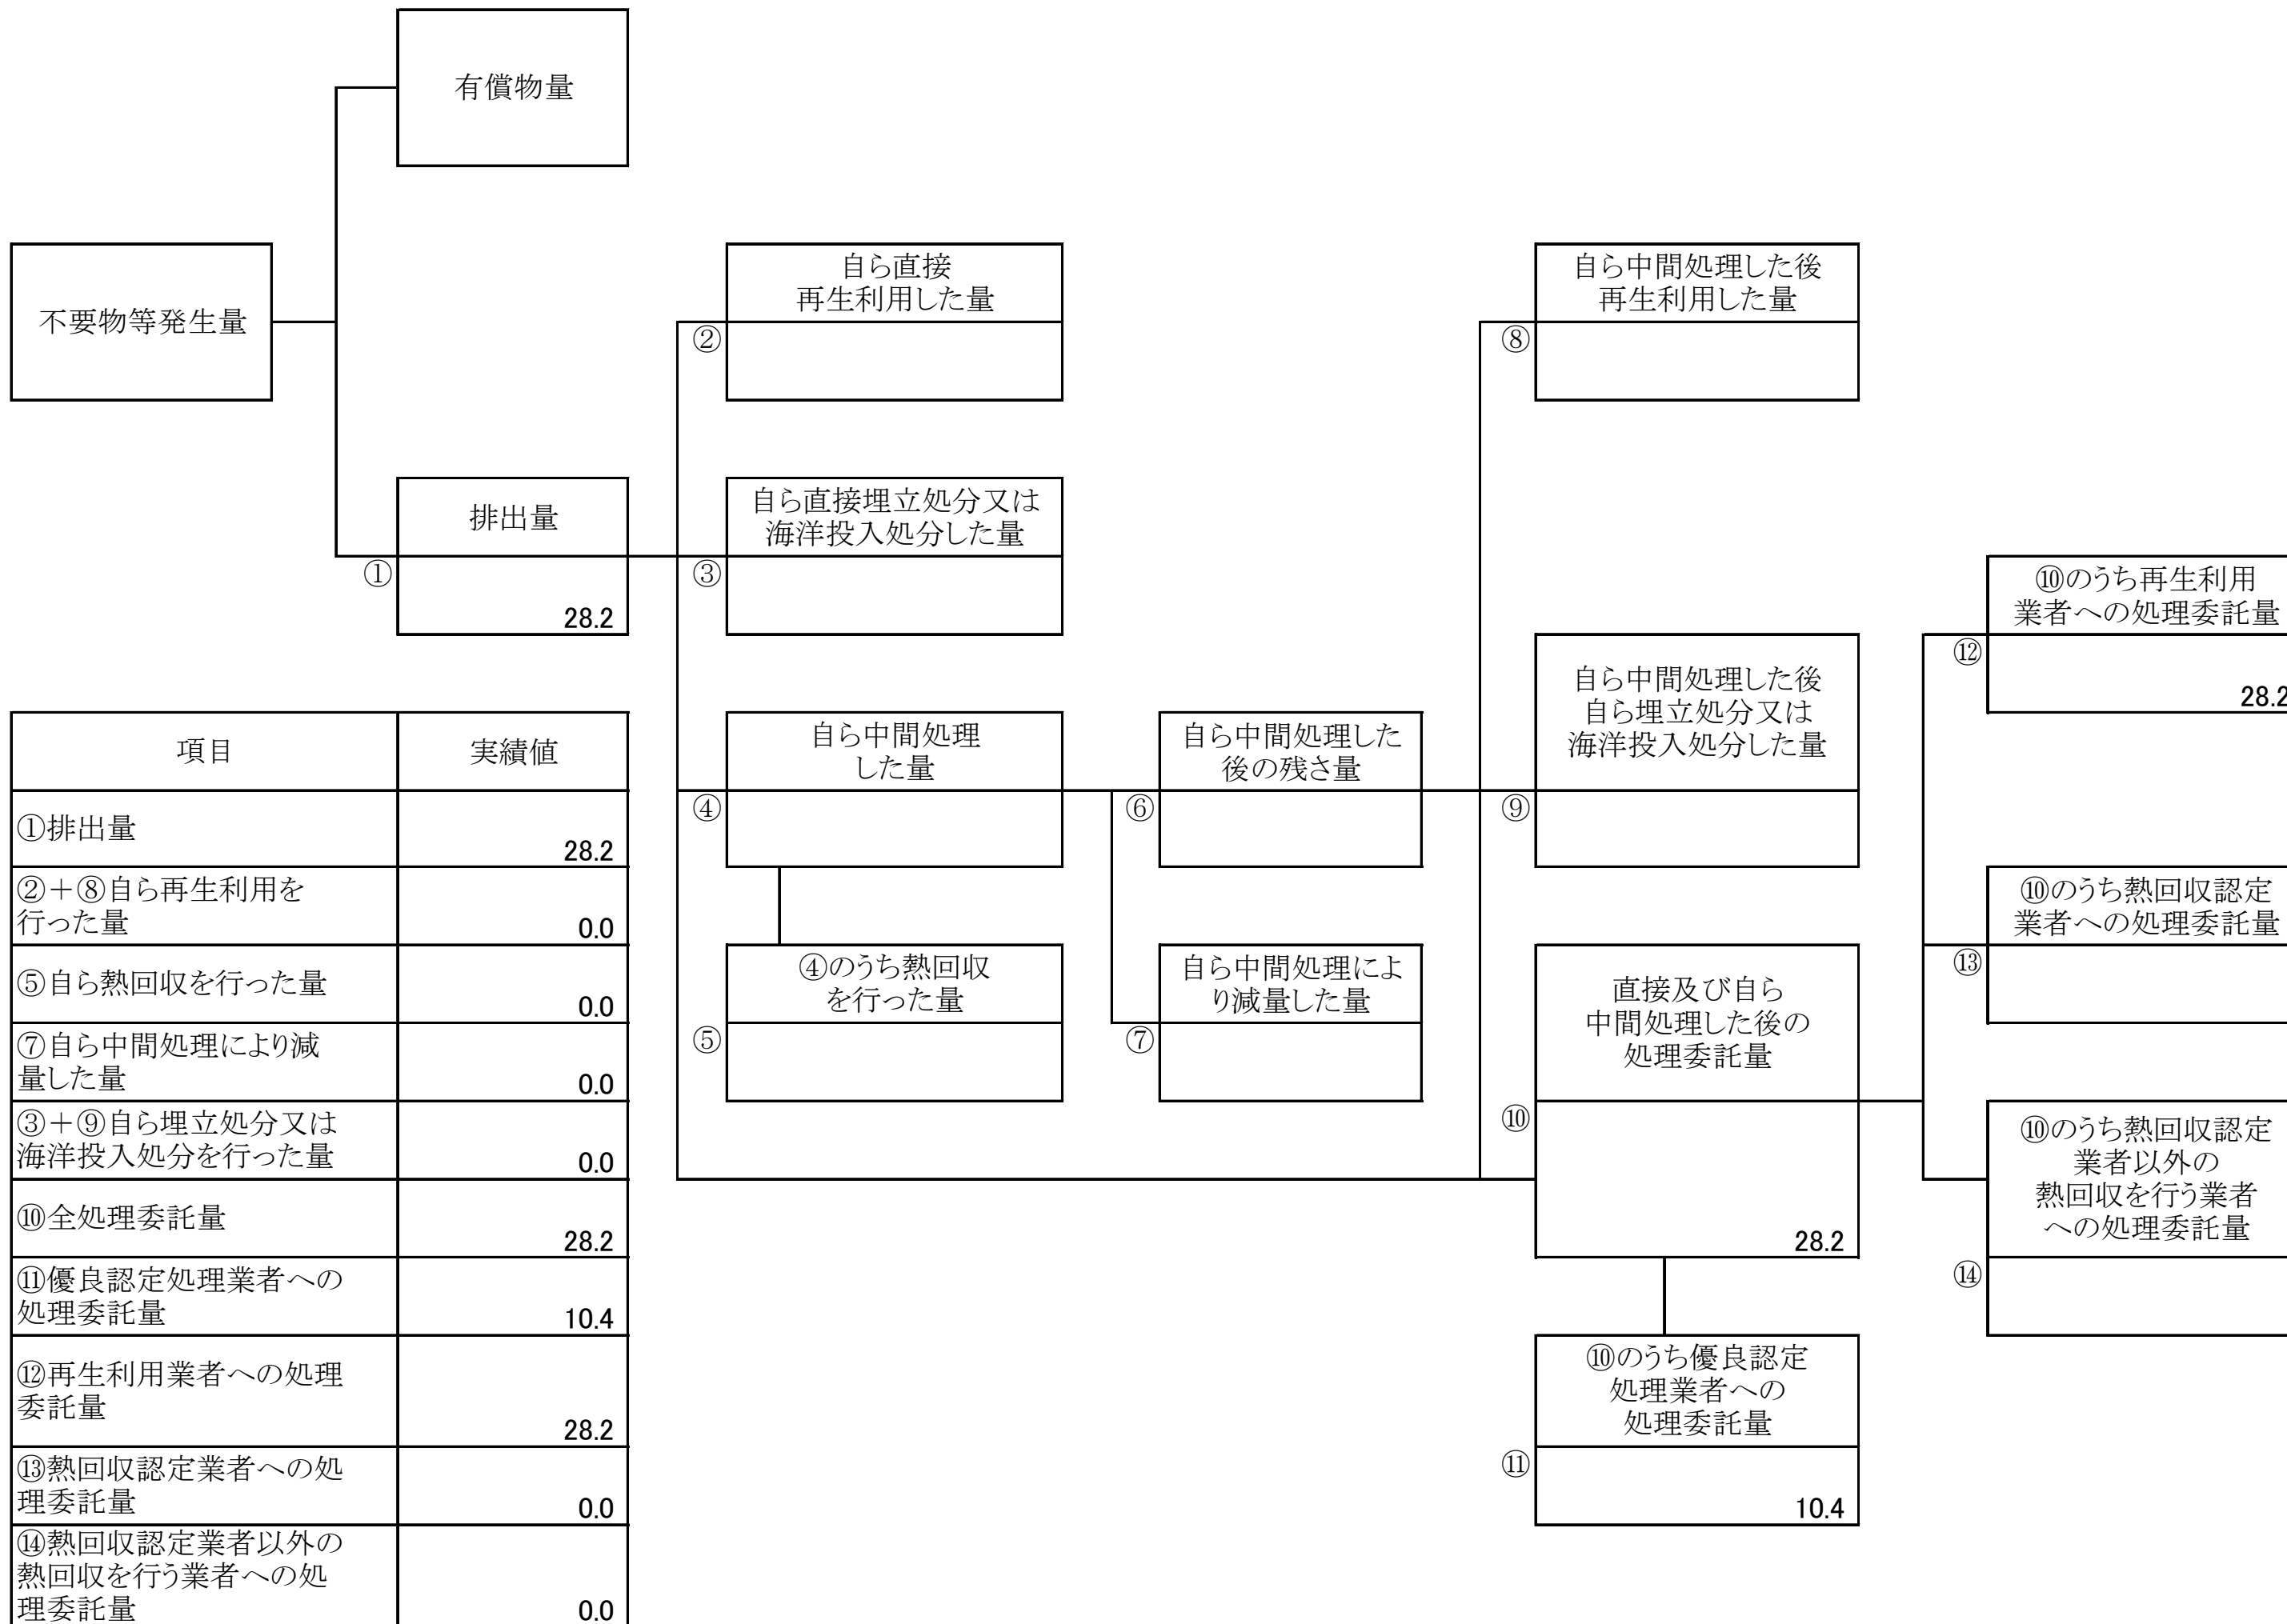 有償物量
不要物等発生量
自ら直接
再生利用した量
②
自ら中間処理した後
再生利用した量
⑧
排出量
①
28.2
自ら直接埋立処分又は
海洋投入処分した量
③
⑩のうち再生利用
業者への処理委託量
⑫
28.2
自ら中間処理
した量
④
自ら中間処理した
後の残さ量
⑥
自ら中間処理した後
自ら埋立処分又は
海洋投入処分した量
⑨
⑩のうち熱回収認定
業者への処理委託量
⑬
④のうち熱回収
を行った量
⑤
自ら中間処理によ
り減量した量
⑦
直接及び自ら
中間処理した後の
処理委託量
⑩
28.2
⑩のうち熱回収認定
業者以外の
熱回収を行う業者
への処理委託量
⑭
⑩のうち優良認定
処理業者への
処理委託量
⑪
10.4
項目 実績値
①排出量
28.2
②＋⑧自ら再生利用を
行った量
0.0
⑤自ら熱回収を行った量
0.0
⑦自ら中間処理により減
量した量
0.0
③＋⑨自ら埋立処分又は
海洋投入処分を行った量
0.0
⑩全処理委託量
28.2
⑪優良認定処理業者への
処理委託量
10.4
⑫再生利用業者への処理
委託量
28.2
⑬熱回収認定業者への処
理委託量
0.0
⑭熱回収認定業者以外の
熱回収を行う業者への処
理委託量
0.0